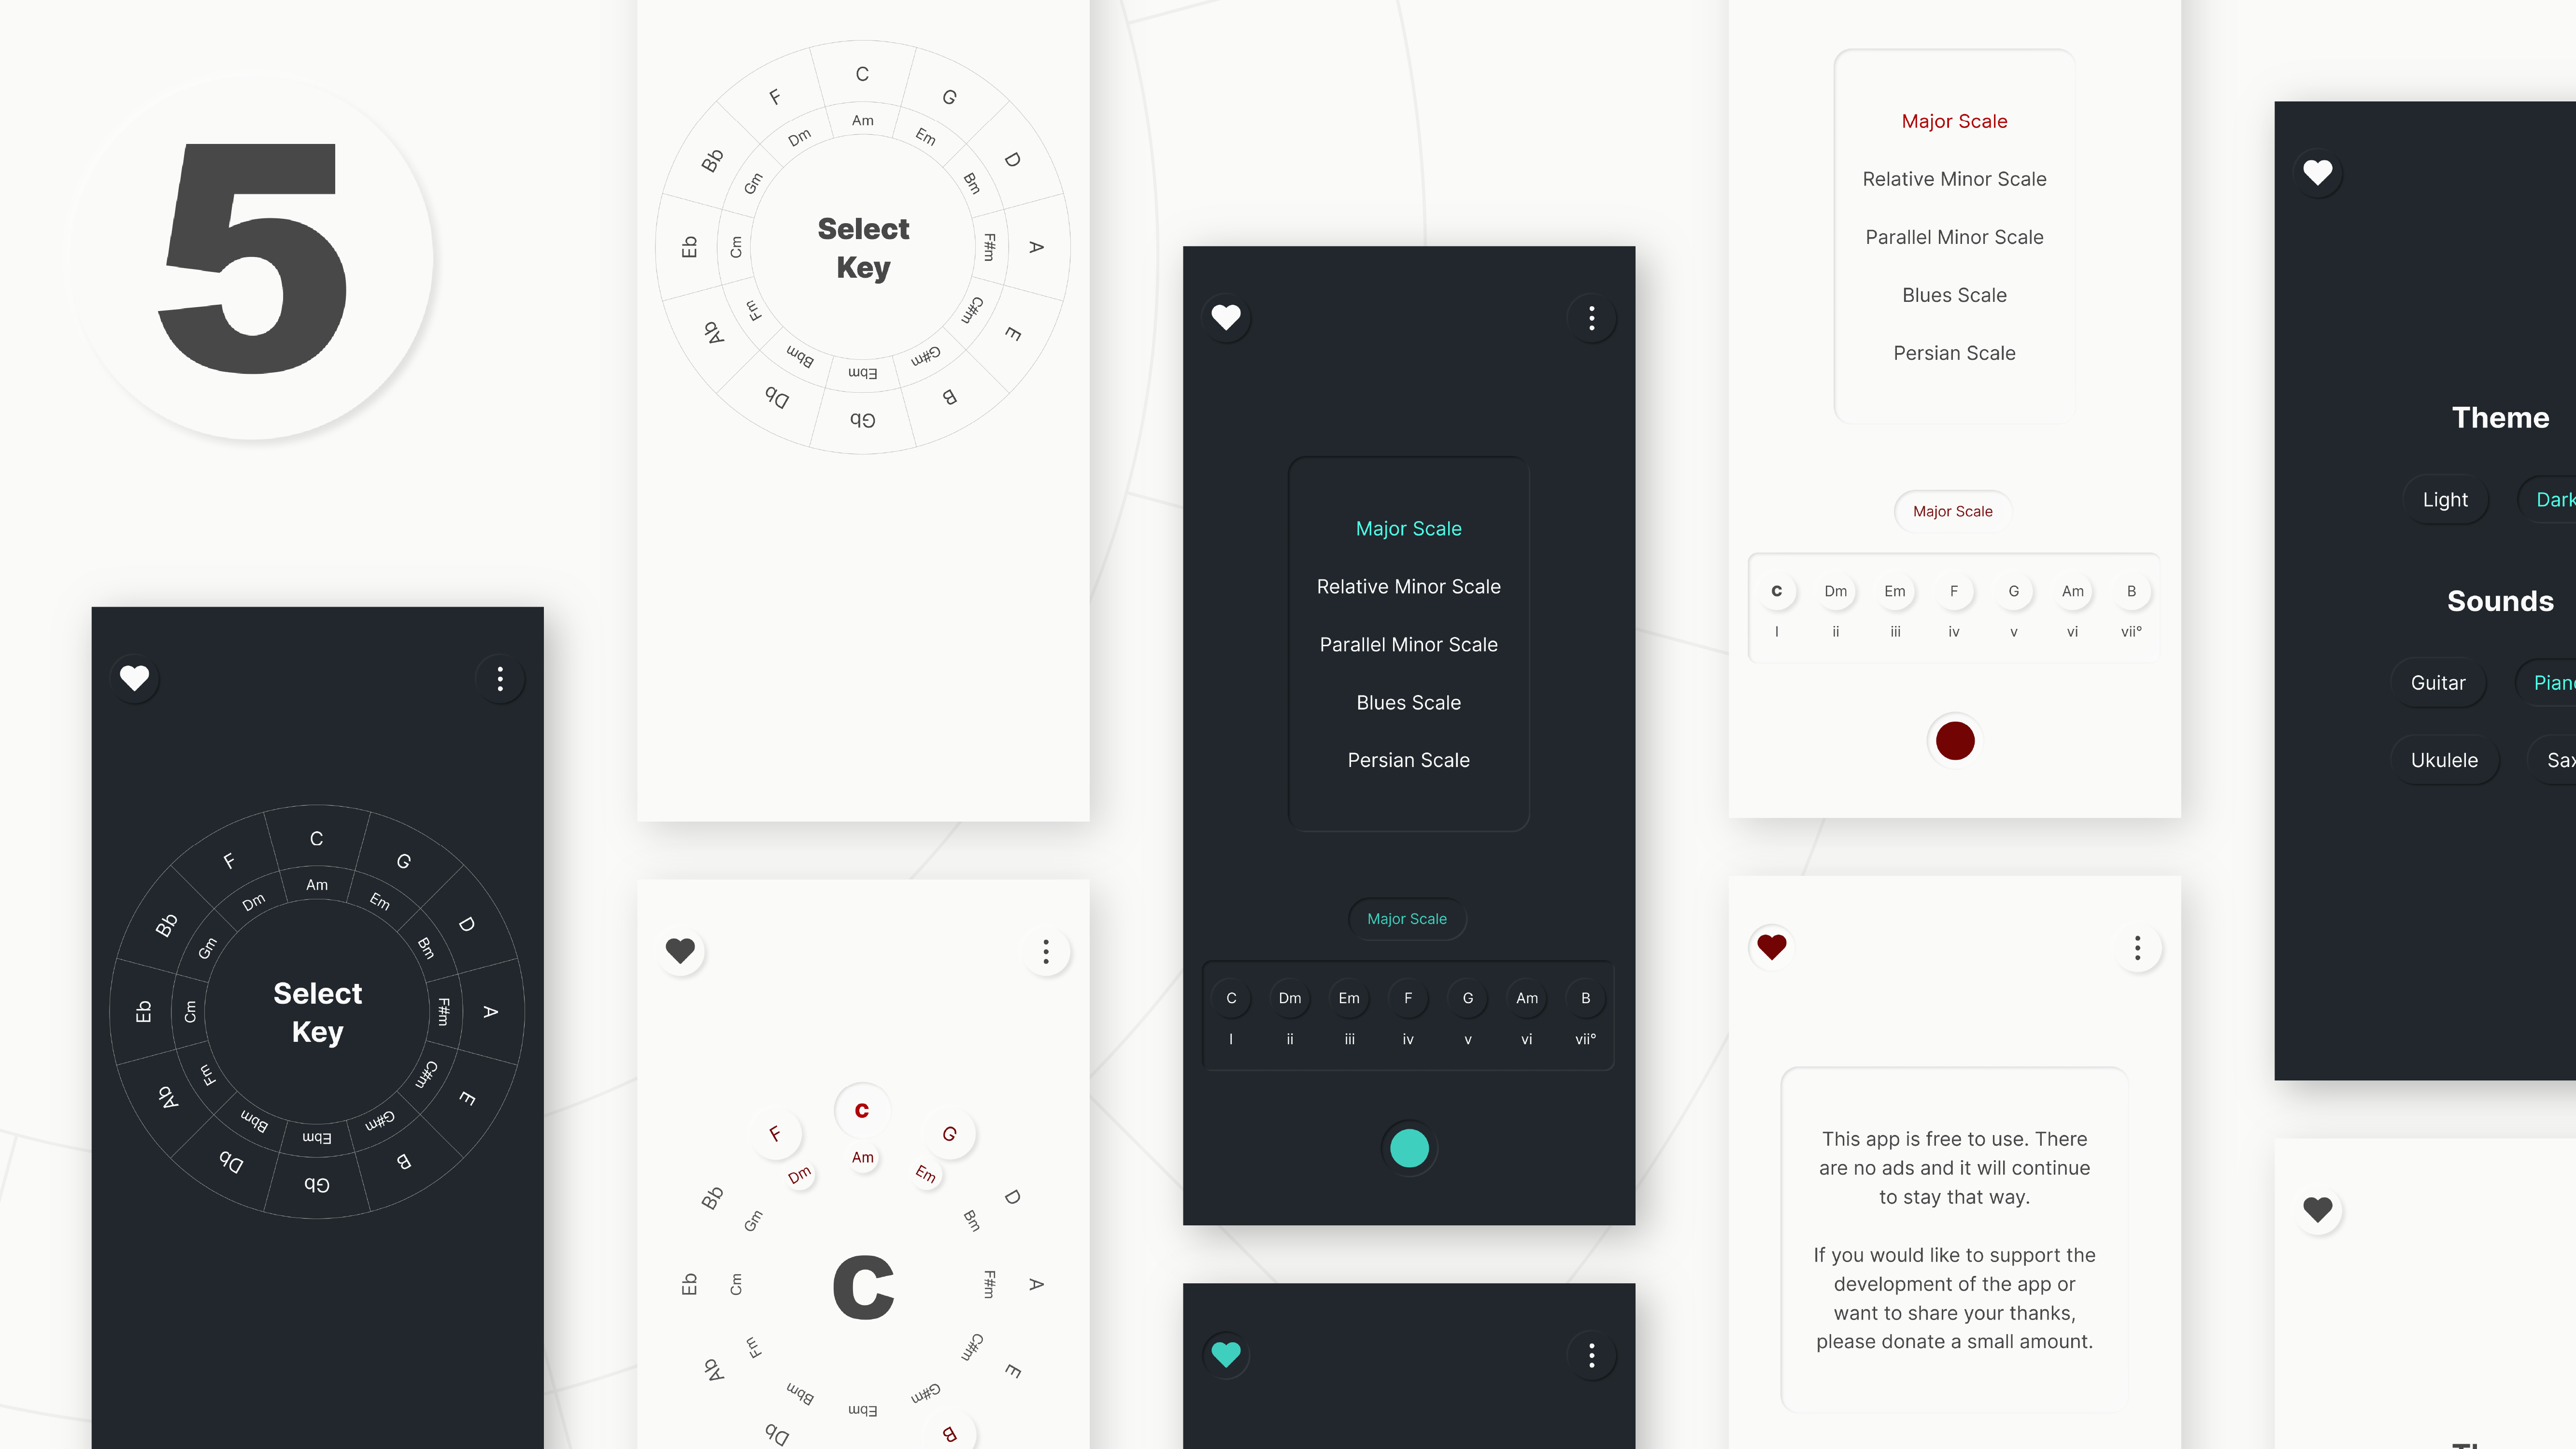 5
C
G
D
A
E
B
Gb
Db
Ab
Eb
Bb
F
Am
Em
Bm
F#m
C#m
G#m
Ebm
Bbm
Fm
Cm
Gm
Dm
Select
Key
C
G
D
A
E
B
Gb
Db
Ab
Eb
Bb
F
Am
Em
Bm
F#m
C#m
G#m
Ebm
Bbm
Fm
Cm
Gm
Dm
Select
Key
C
G
D
A
E
B
Db
Ab
Eb
Bb
F
Am
Em
Bm
F#m
C#m
G#m
Ebm
Bbm
Fm
Cm
Gm
Dm
C
Major Scale
Relative Minor Scale
Parallel Minor Scale
Blues Scale
Persian Scale
Major Scale
C Dm Em F G Am B
I ii iii iv v vi vii°
Major Scale
Relative Minor Scale
Parallel Minor Scale
Blues Scale
Persian Scale
Major Scale
C Dm Em F G Am B
I ii iii iv v vi vii°
This app is free to use. There
are no ads and it will continue
to stay that way.
If you would like to support the
development of the app or
want to share your thanks,
please donate a small amount.
Theme
Light Dark
Sounds
Guitar
Ukulele